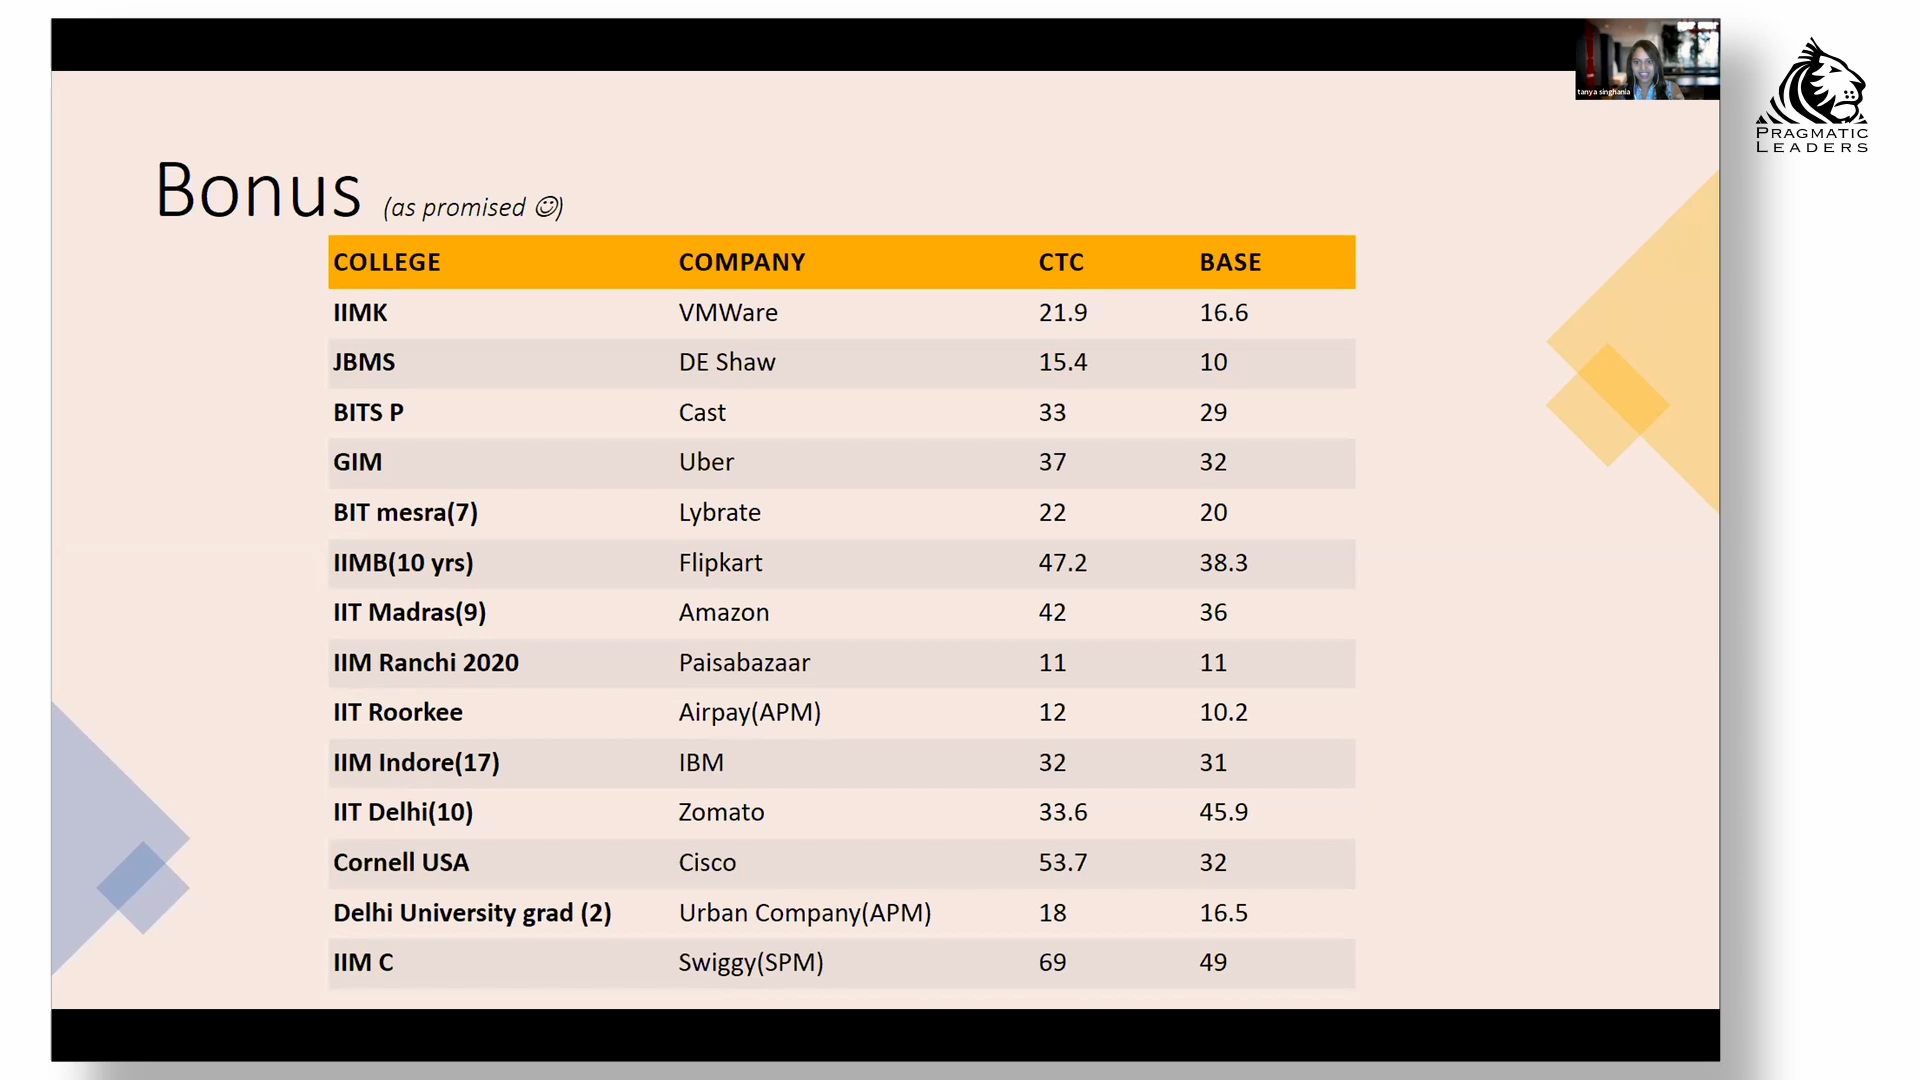 tanya singhania
PRAGMATIC
LEADERS
Bonus (as promised ☺)
COLLEGE COMPANY CTC BASE
IIMK VMWare 21.9 16.6
JBMS DE Shaw 15.4 10
BITS P Cast 33 29
GIM Uber 37 32
BIT mesra(7) Lybrate 22 20
IIMB(10 yrs) Flipkart 47.2 38.3
IIT Madras(9) Amazon 42 36
IIM Ranchi 2020 Paisabazaar 11 11
IIT Roorkee Airpay(APM) 12 10.2
IIM Indore(17) IBM 32 31
IIT Delhi(10) Zomato 33.6 45.9
Cornell USA Cisco 53.7 32
Delhi University grad (2) Urban Company(APM) 18 16.5
IIM C Swiggy(SPM) 69 49